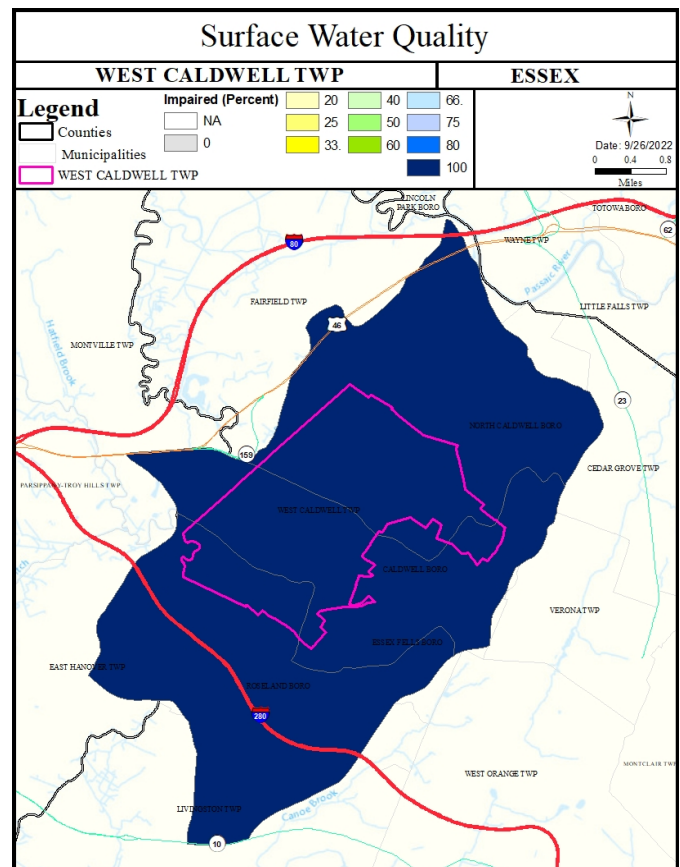 Surface Water Quality
WEST CALDWELL TWP
ESSEX
Legend
Counties
Municipalities
WEST CALDWELL TWP
Impaired (Percent)
NA
0
20
25
33.
40
50
60
66.
75
80
100
N
Date: 9/26/2022
0 0.4 0.8
Miles
LINCOLN
PARK BORO
TOTOWA BORO
62
80
WAYNE TWP
Passaic River
FAIRFIELD TWP
LITTLE FALLS TWP
46
MONTVILLE TWP
Hatfield Brook
23
NORTH CALDWELL BORO
159
CEDAR GROVE TWP
PARSIPPANY-TROY HILLS TWP
WEST CALDWELL TWP
CALDWELL BORO
VERONA TWP
ESSEX FELLS BORO
EAST HANOVER TWP
ROSELAND BORO
280
MONTCLAIR TWP
WEST ORANGE TWP
LIVINGSTON TWP
Canoe Brook
10